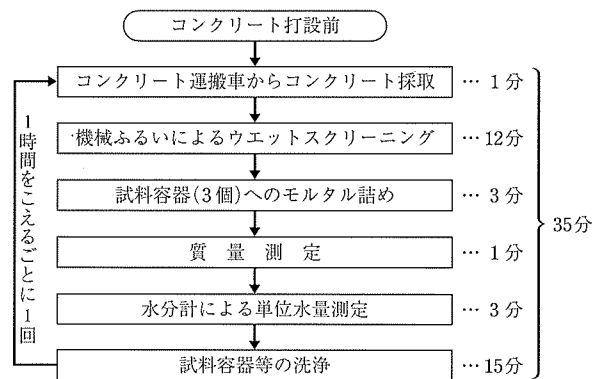 コンクリート打設前
コンクリート運搬車からコンクリート採取 … 1分
機械ふるいによるウエットスクリーニング … 12分
試料容器(3個)へのモルタル詰め … 3分
質量測定 … 1分
水分計による単位水量測定 … 3分
試料容器等の洗浄 … 15分
35分
1時間をこえるごとに1回